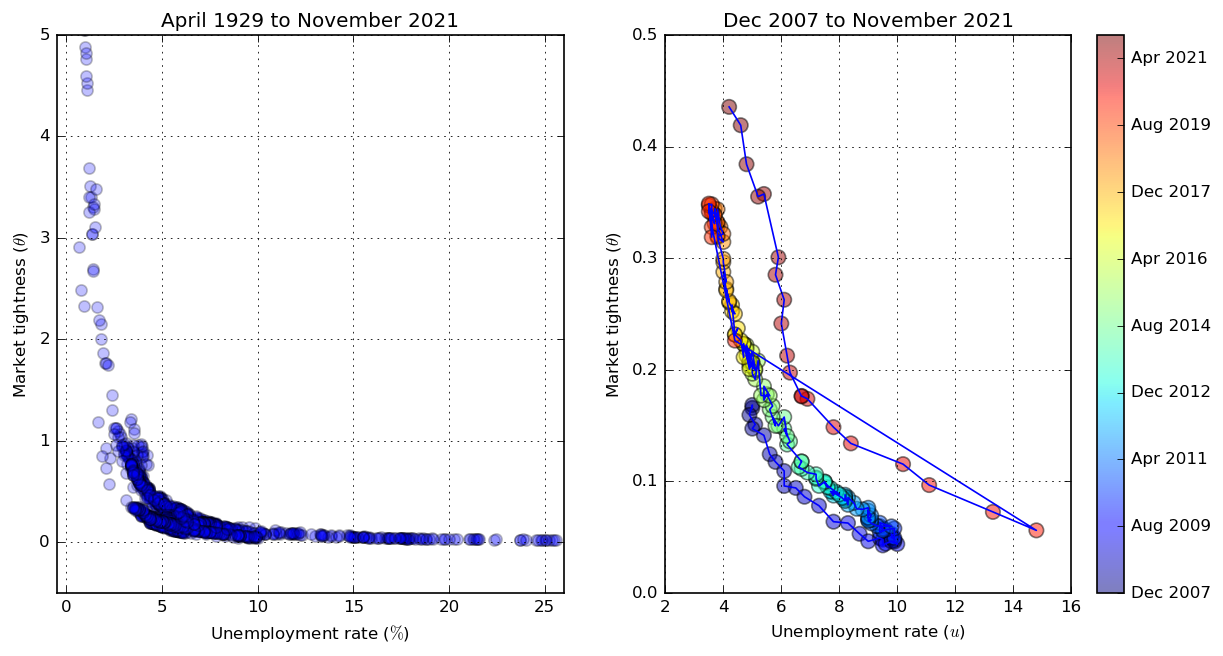 April 1929 to November 2021
5
4
3
2
1
0
Market tightness (θ)
0 5 10 15 20 25
Unemployment rate (%)
Dec 2007 to November 2021
0.5
0.4
0.3
0.2
0.1
0.0
Market tightness (θ)
2 4 6 8 10 12 14 16
Unemployment rate (u)
Apr 2021
Aug 2019
Dec 2017
Apr 2016
Aug 2014
Dec 2012
Apr 2011
Aug 2009
Dec 2007